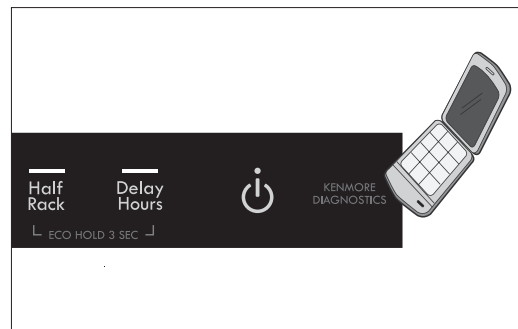 Half
Rack
Delay
Hours
ECO HOLD 3 SEC
KENMORE
DIAGNOSTICS